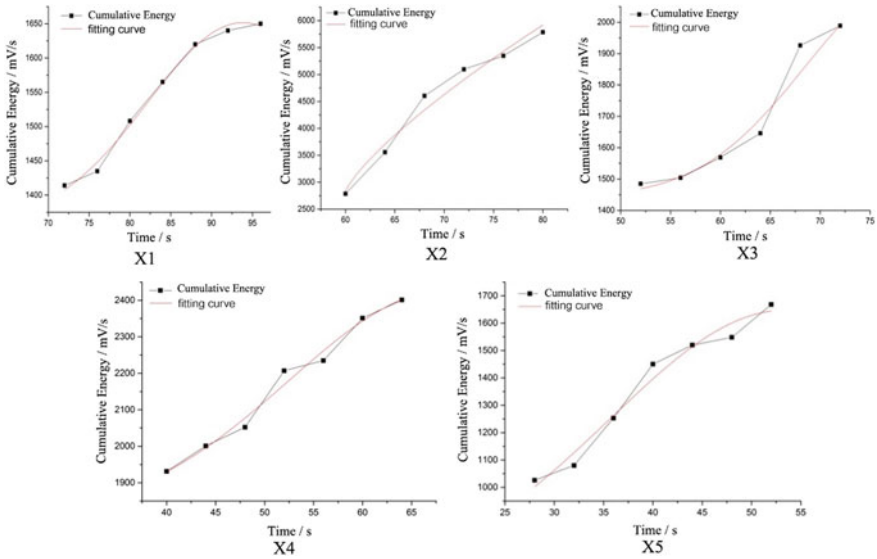 Cumulative Energy
fitting curve
Cumulative Energy / mV/s
1650
1600
1550
1500
1450
1400
70 75 80 85 90 95
Time / s
X1
Cumulative Energy
fitting curve
Cumulative Energy / mV/s
6000
5500
5000
4500
4000
3500
3000
2500
60 65 70 75 80
Time / s
X2
Cumulative Energy
fitting curve
Cumulative Energy / mV/s
2000
1900
1800
1700
1600
1500
1400
50 55 60 65 70 75
Time / s
X3
Cumulative Energy
fitting curve
Cumulative Energy / mV/s
2400
2300
2200
2100
2000
1900
40 45 50 55 60 65
Time / s
X4
Cumulative Energy
fitting curve
Cumulative Energy / mV/s
1700
1600
1500
1400
1300
1200
1100
1000
25 30 35 40 45 50 55
Time / s
X5